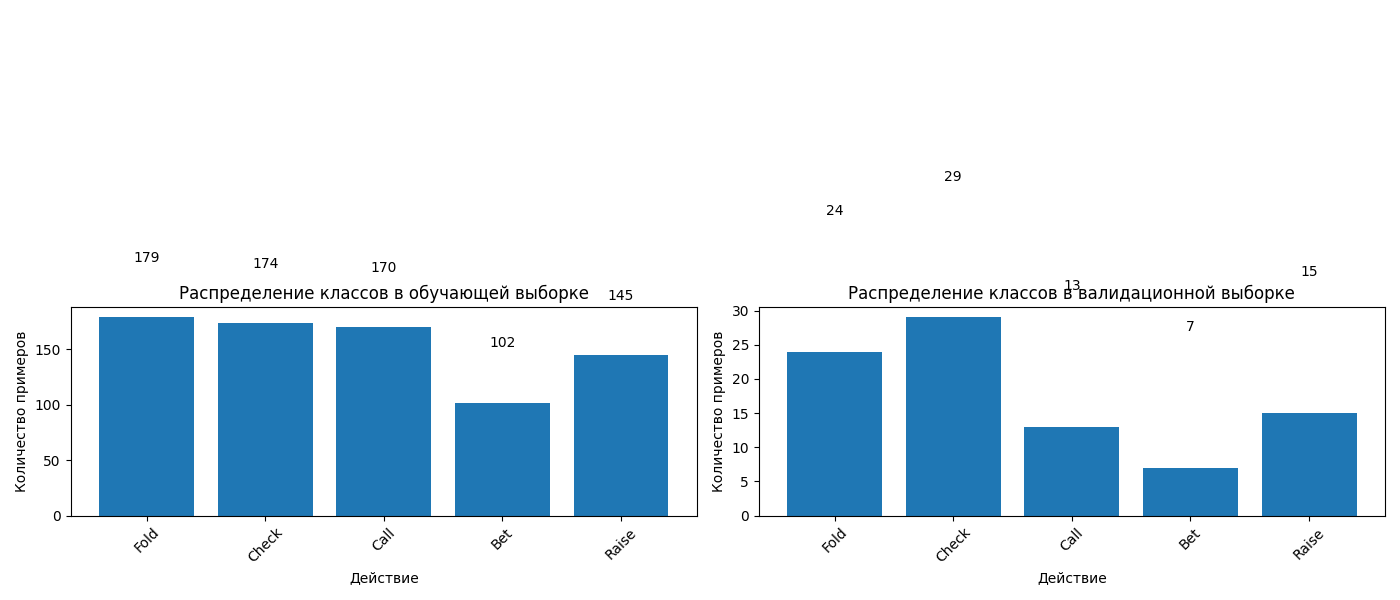 179
174
170
145
102
Распределение классов в обучающей выборке
Количество примеров
150
100
50
0
Fold
Check
Call
Bet
Raise
Действие
29
24
15
13
7
Распределение классов в валидационной выборке
Количество примеров
30
25
20
15
10
5
0
Fold
Check
Call
Bet
Raise
Действие